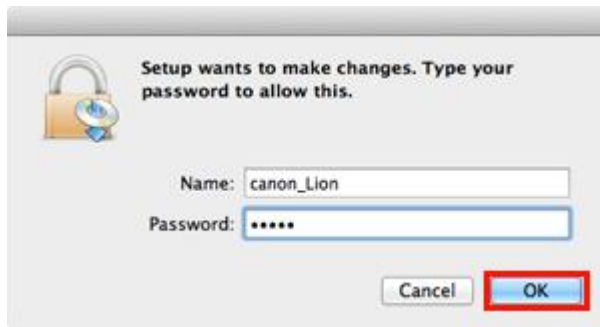 Setup wants to make changes. Type your
password to allow this.
Name: canon_Lion
Password: •••••
Cancel OK